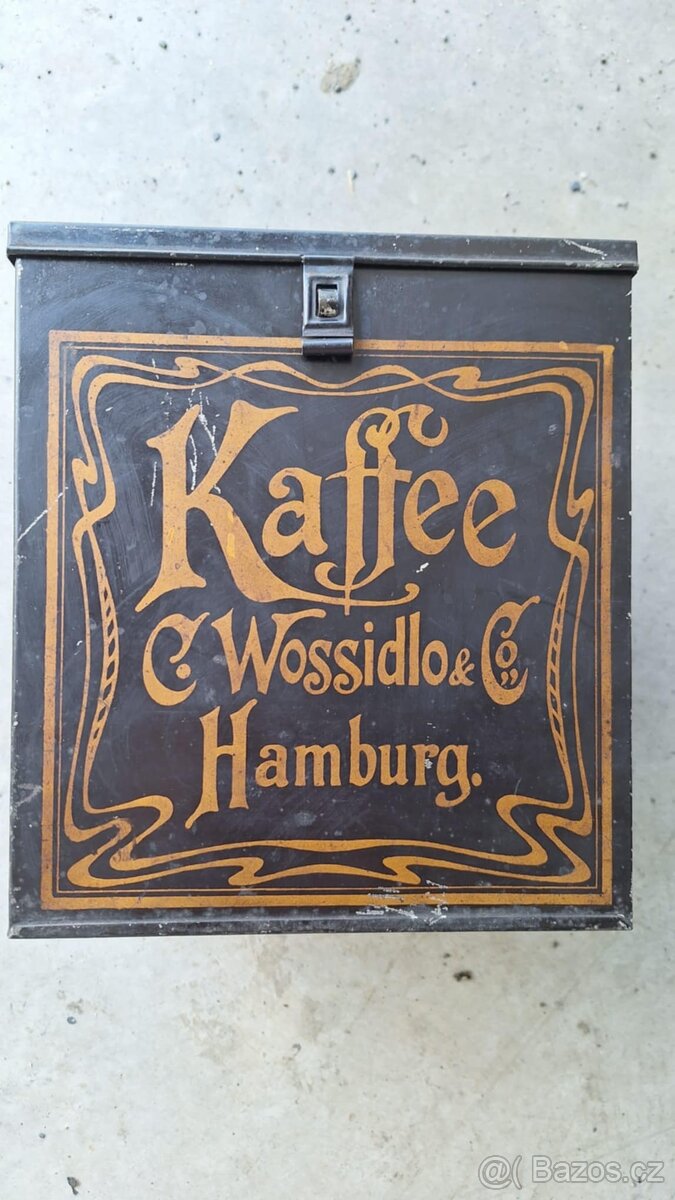 Kaffee
C. Wossidlo & Co.,,
Hamburg.
@( Bazos.cz